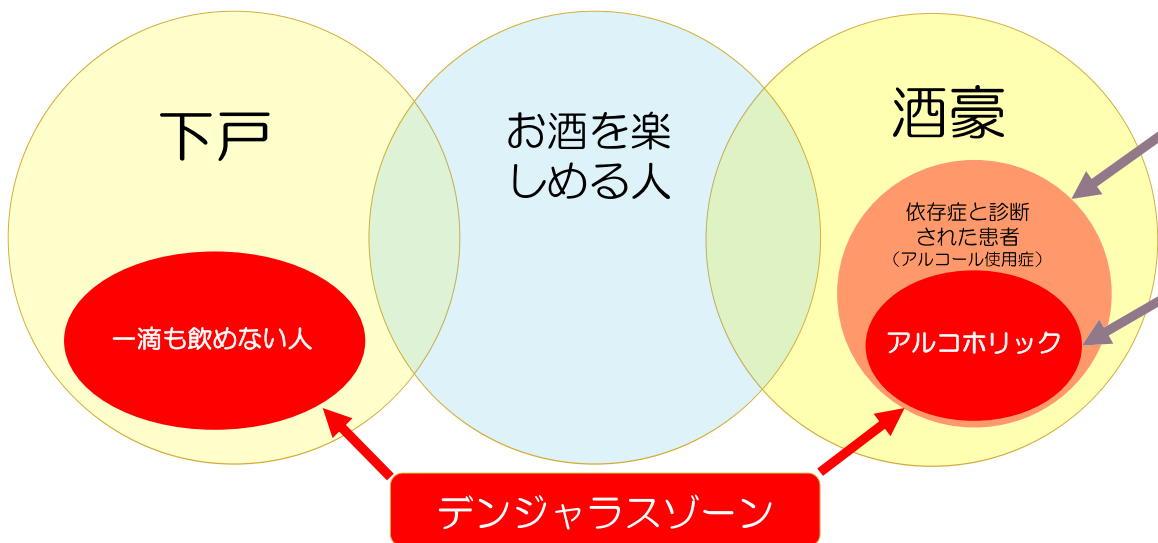 下戸
お酒を楽
しめる人
酒豪
依存症と診断
された患者
（アルコール使用症）
一滴も飲めない人
アルコホリック
デンジャラスゾーン